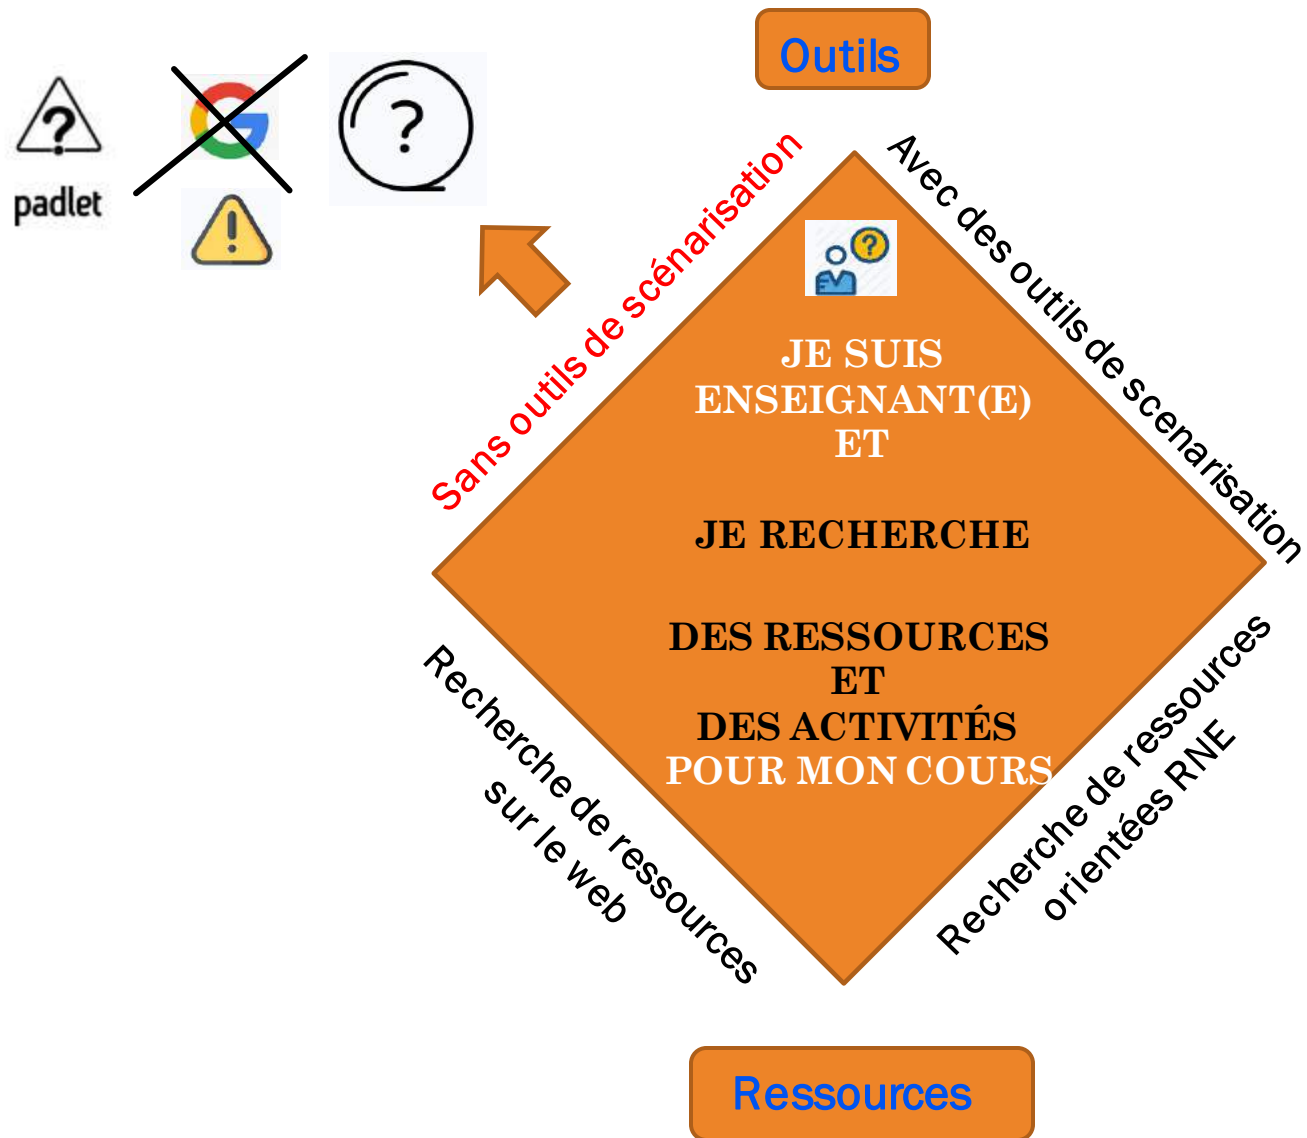 Outils
?
padlet
G
?
Sans outils de scénarisation
Avec des outils de scenarisation
?
JE SUIS
ENSEIGNANT(E)
ET
JE RECHERCHE
DES RESSOURCES
ET
DES ACTIVITÉS
POUR MON COURS
Recherche de ressources
sur le web
Recherche de ressources
orientées RNE
Ressources